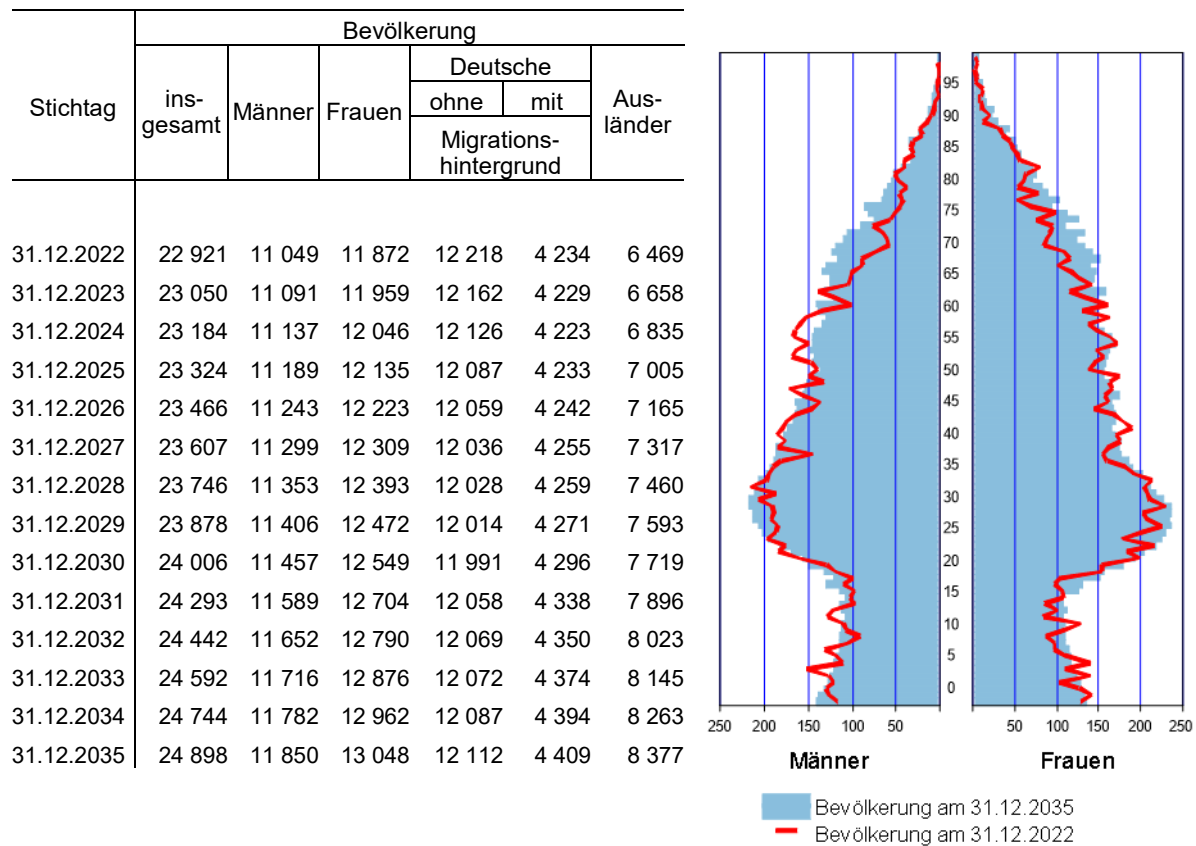 Bevölkerung
Stichtag
ins-
gesamt
Männer
Frauen
Deutsche
ohne
mit
Migrations-
hintergrund
Aus-
länder
31.12.2022 22 921 11 049 11 872 12 218 4 234 6 469
31.12.2023 23 050 11 091 11 959 12 162 4 229 6 658
31.12.2024 23 184 11 137 12 046 12 126 4 223 6 835
31.12.2025 23 324 11 189 12 135 12 087 4 233 7 005
31.12.2026 23 466 11 243 12 223 12 059 4 242 7 165
31.12.2027 23 607 11 299 12 309 12 036 4 255 7 317
31.12.2028 23 746 11 353 12 393 12 028 4 259 7 460
31.12.2029 23 878 11 406 12 472 12 014 4 271 7 593
31.12.2030 24 006 11 457 12 549 11 991 4 296 7 719
31.12.2031 24 293 11 589 12 704 12 058 4 338 7 896
31.12.2032 24 442 11 652 12 790 12 069 4 350 8 023
31.12.2033 24 592 11 716 12 876 12 072 4 374 8 145
31.12.2034 24 744 11 782 12 962 12 087 4 394 8 263
31.12.2035 24 898 11 850 13 048 12 112 4 409 8 377
95
90
85
80
75
70
65
60
55
50
45
40
35
30
25
20
15
10
5
0
250 200 150 100 50
50 100 150 200 250
Männer
Frauen
Bevölkerung am 31.12.2035
Bevölkerung am 31.12.2022